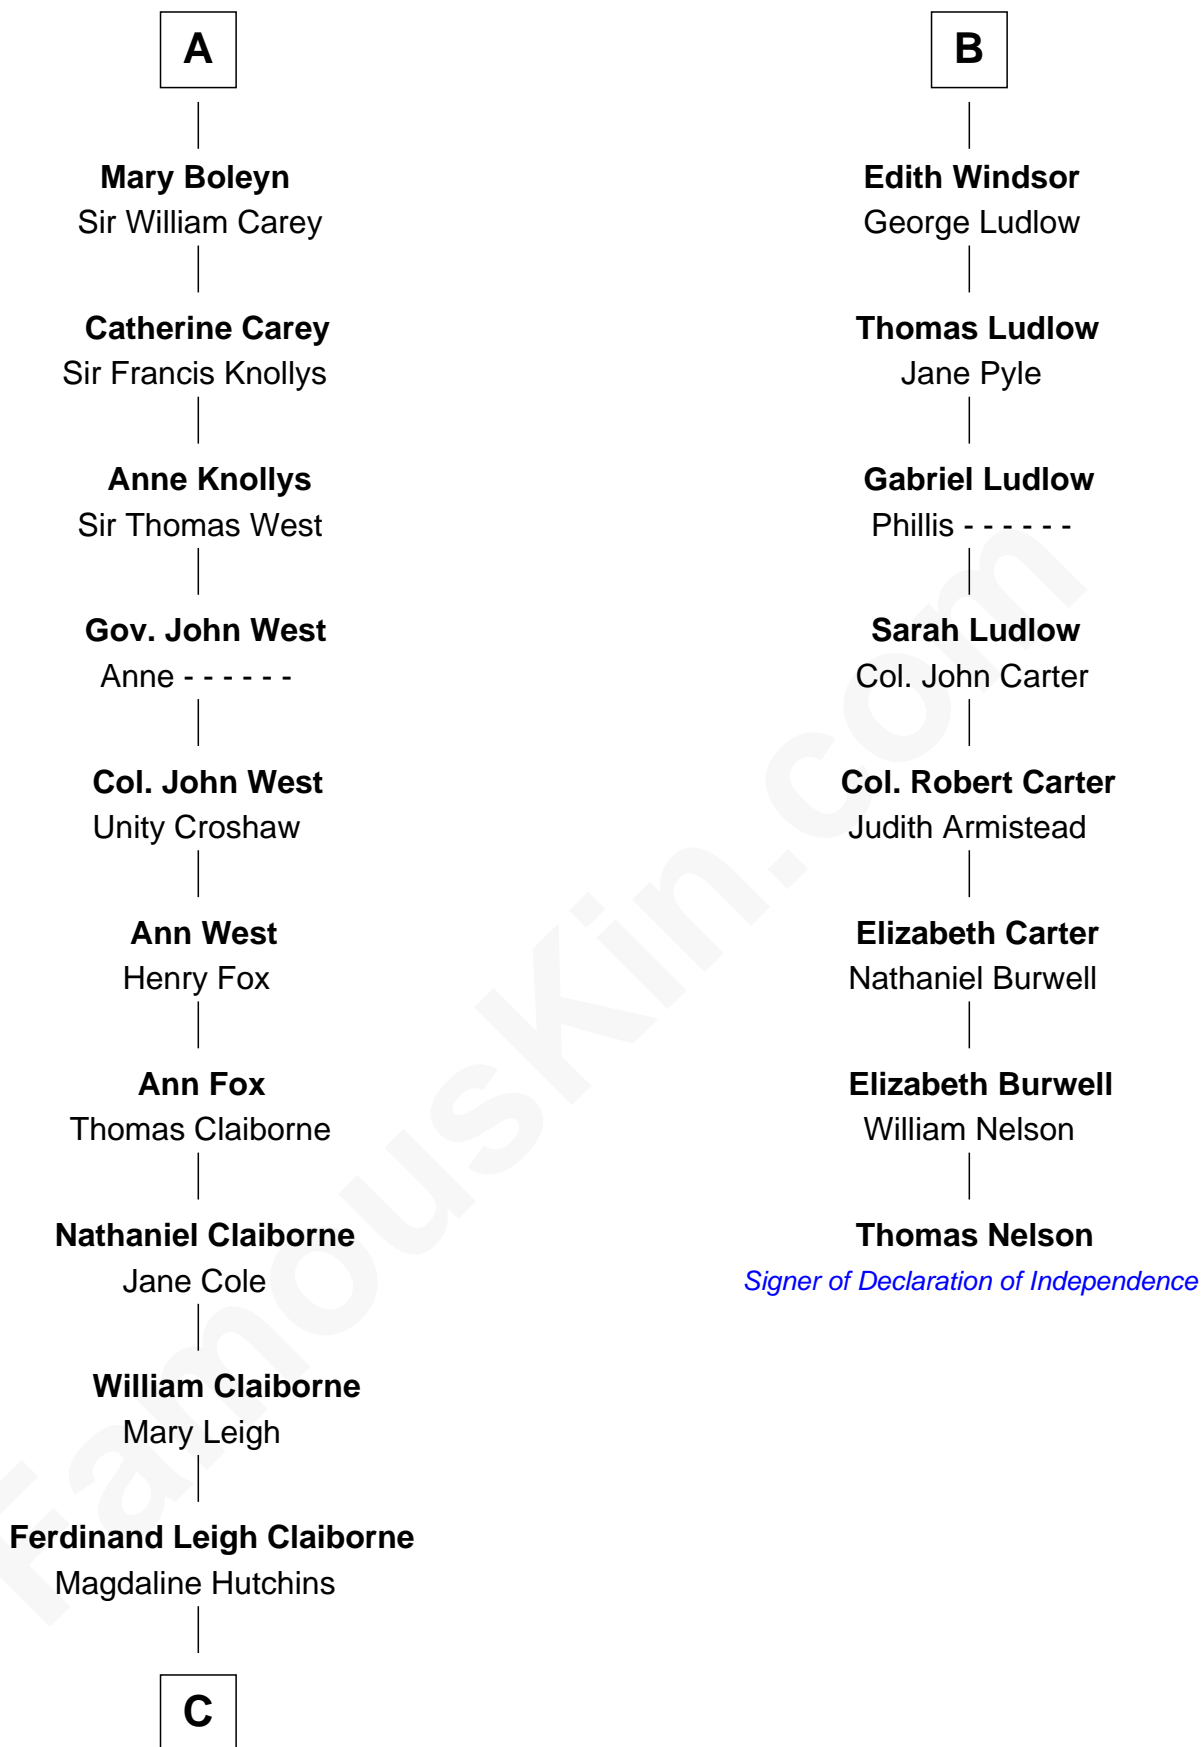 A
Mary Boleyn
Sir William Carey
Catherine Carey
Sir Francis Knollys
Anne Knollys
Sir Thomas West
Gov. John West
Anne - - - - - -
Col. John West
Unity Croshaw
Ann West
Henry Fox
Ann Fox
Thomas Claiborne
Nathaniel Claiborne
Jane Cole
William Claiborne
Mary Leigh
Ferdinand Leigh Claiborne
Magdaline Hutchins
C
B
Edith Windsor
George Ludlow
Thomas Ludlow
Jane Pyle
Gabriel Ludlow
Phillis - - - - - -
Sarah Ludlow
Col. John Carter
Col. Robert Carter
Judith Armistead
Elizabeth Carter
Nathaniel Burwell
Elizabeth Burwell
William Nelson
Thomas Nelson
Signer of Declaration of Independence
FamousKin.com